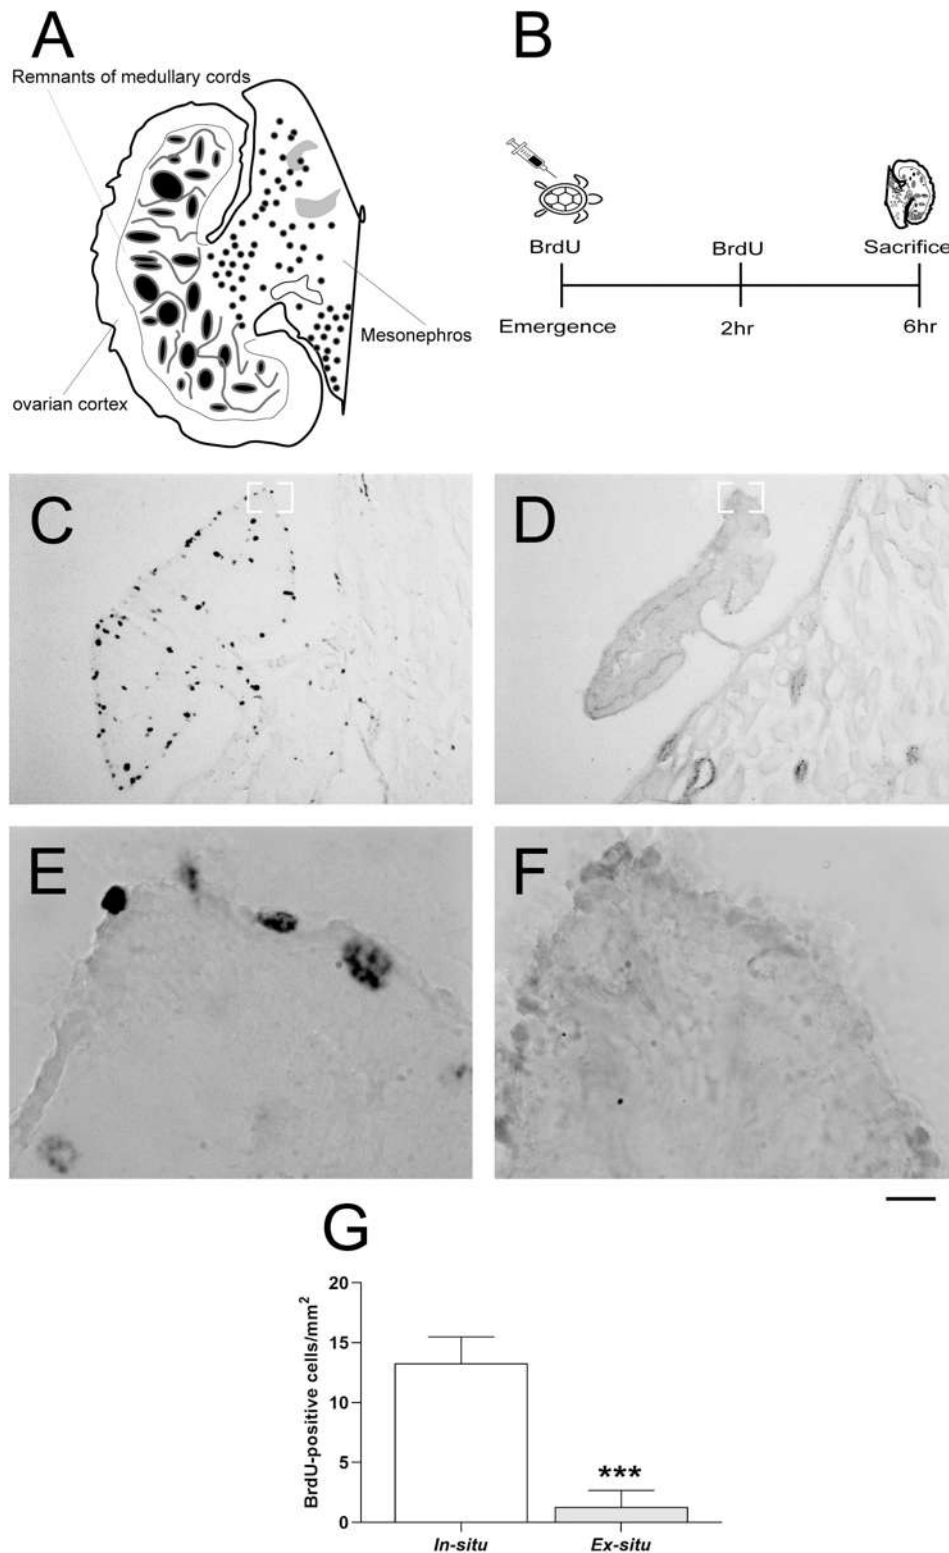 A
B
Remnants of medullary cords
BrdU
BrdU
Sacrifice
Emergence
2hr
6hr
Mesonephros
ovarian cortex
C
D
E
F
G
BrdU-positive cells/mm²
20
15
10
5
0
***
In-situ
Ex-situ